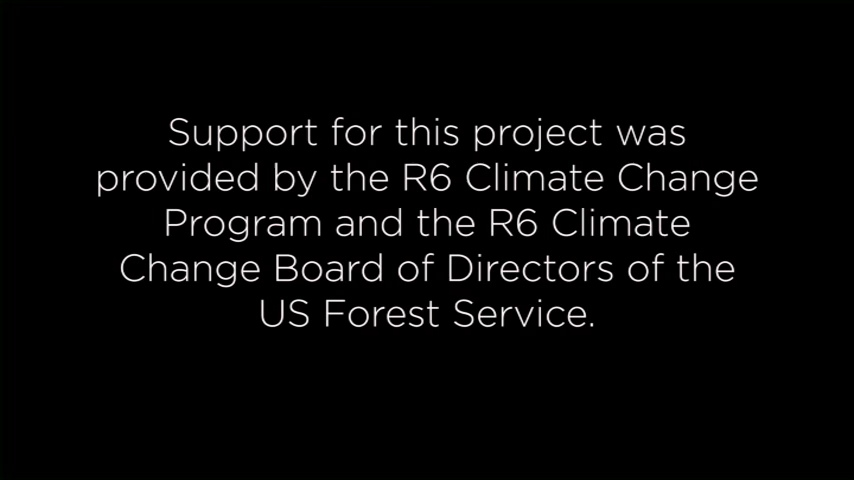 Support for this project was
provided by the R6 Climate Change
Program and the R6 Climate
Change Board of Directors of the
US Forest Service.